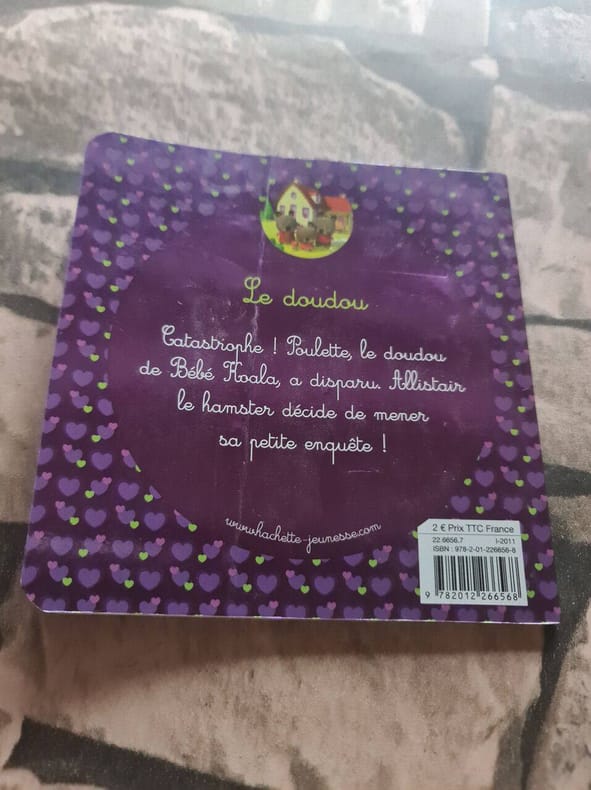 Le doudou
Catastrophe ! Poulette, le doudou
de Bébé Koala, a disparu. Allistair
le hamster décide de mener
sa petite enquête !
www.hachette-jeunesse.com
2 € Prix TTC France
22.6656.7 I-2011
ISBN : 978-2-01-226656-8
9 782012 266568